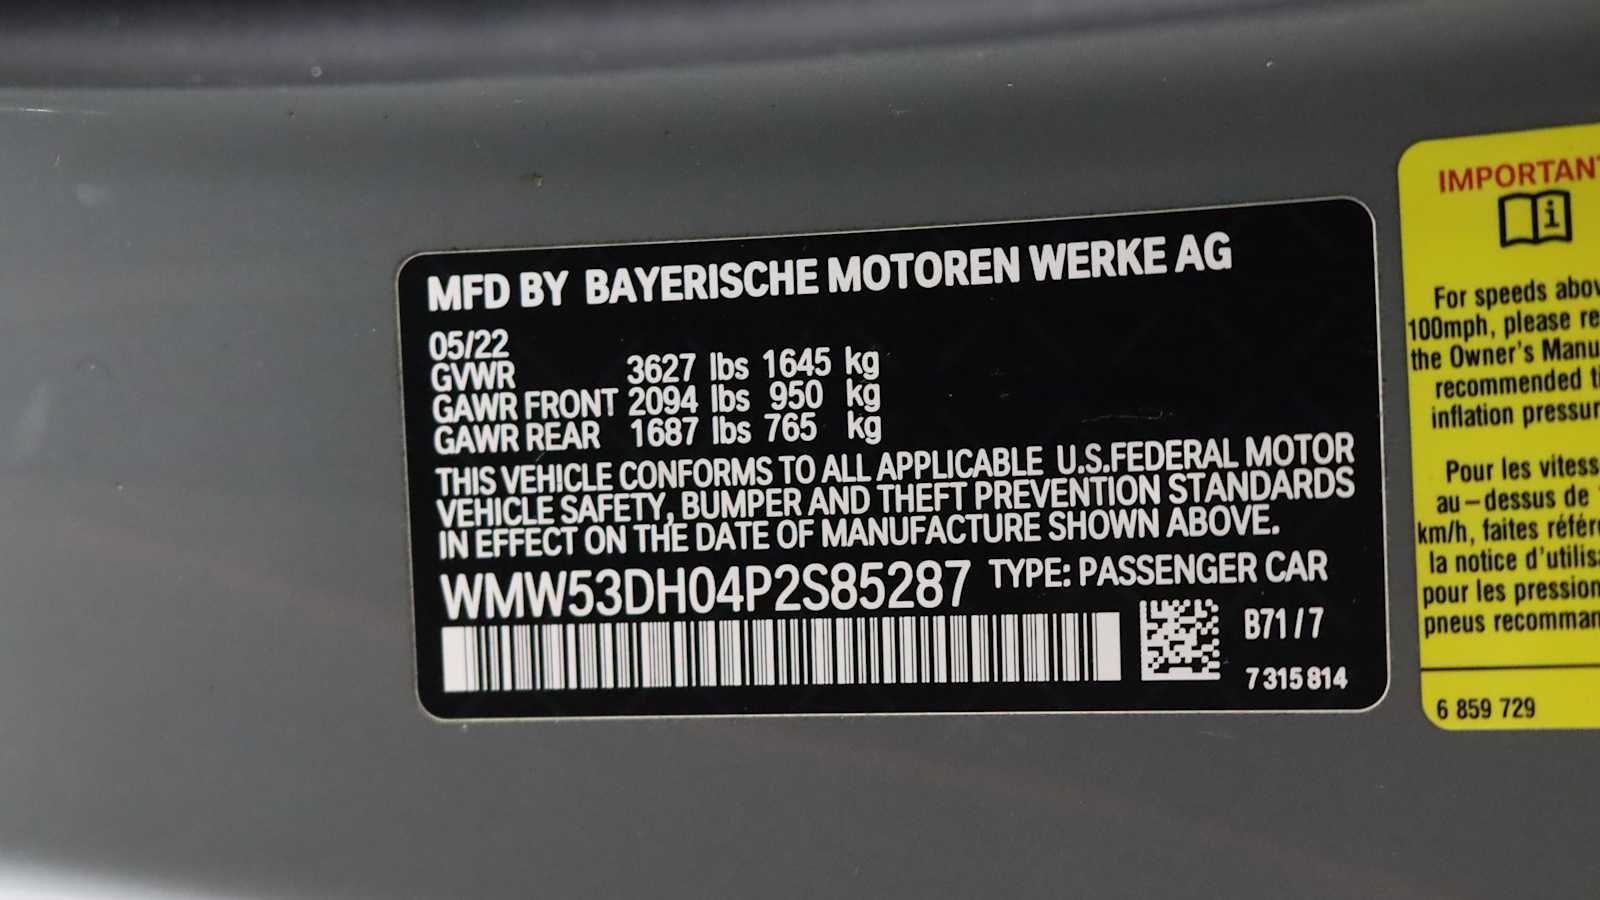 MFD BY BAYERISCHE MOTOREN WERKE AG
05/22
GVWR 3627 lbs 1645 kg
GAWR FRONT 2094 lbs 950 kg
GAWR REAR 1687 lbs 765 kg
THIS VEHICLE CONFORMS TO ALL APPLICABLE U.S.FEDERAL MOTOR
VEHICLE SAFETY, BUMPER AND THEFT PREVENTION STANDARDS
IN EFFECT ON THE DATE OF MANUFACTURE SHOWN ABOVE.
WMW53DH04P2S85287 TYPE: PASSENGER CAR
B71/7
7 315 814
IMPORTANT
For speeds
100mph, please
the Owner's
recommended
inflation
Pour les
au-dessus de
km/h, faites
la notice
pour les
pneus
6 859 729